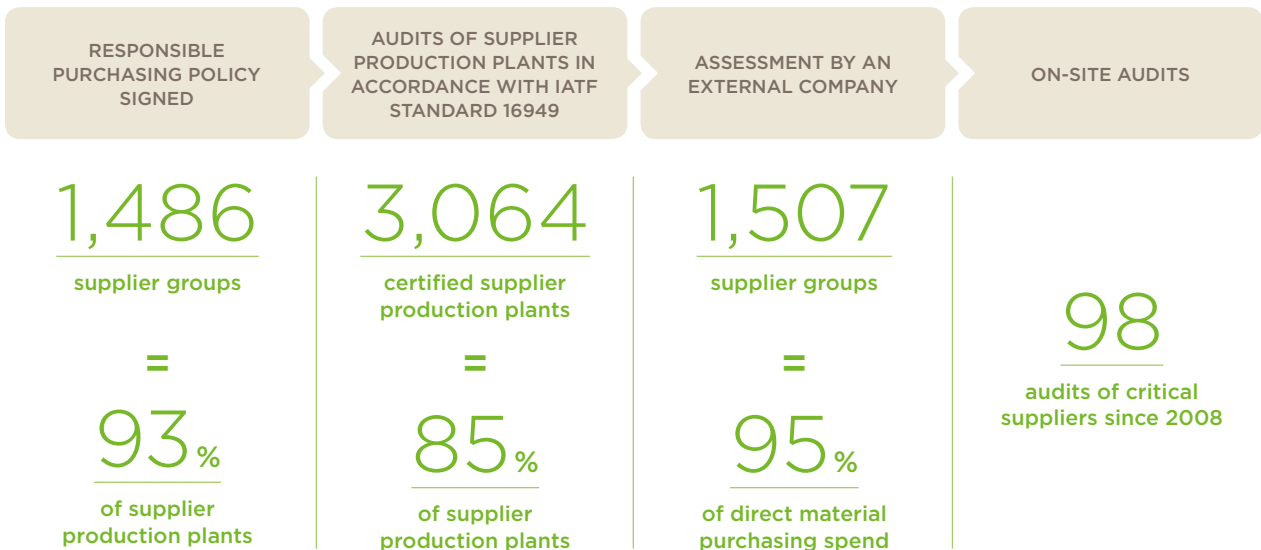 RESPONSIBLE
PURCHASING POLICY
SIGNED
AUDITS OF SUPPLIER
PRODUCTION PLANTS IN
ACCORDANCE WITH IATF
STANDARD 16949
ASSESSMENT BY AN
EXTERNAL COMPANY
ON-SITE AUDITS
1,486
supplier groups
=
93%
of supplier
production plants
3,064
certified supplier
production plants
=
85%
of supplier
production plants
1,507
supplier groups
=
95%
of direct material
purchasing spend
98
audits of critical
suppliers since 2008